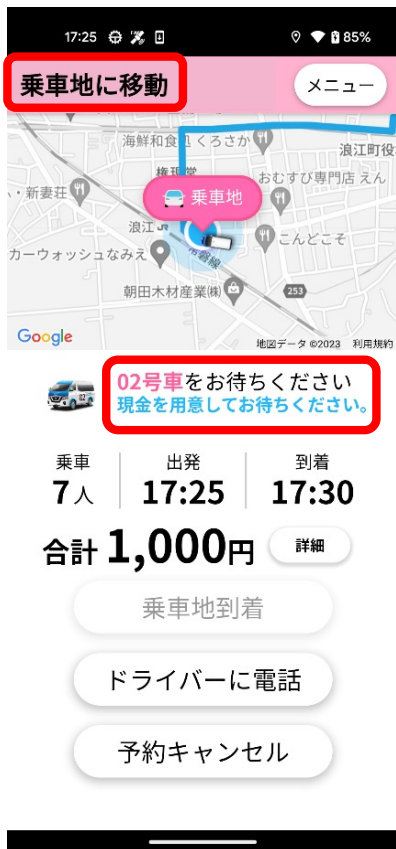 17:25 85%
乗車地に移動
メニュー
海鮮和食 くろさか
浪江町役
権現堂
おむすび専門店 えん
・新妻荘
乗車地
浪江
こんどこそ
カーウォッシュなみえ
常磐線
朝田木材産業㈱
253
Google
地図データ ©2023 利用規約
02
02号車をお待ちください
現金を用意してお待ちください。
乗車 出発 到着
7人 17:25 17:30
合計 1,000円 詳細
乗車地到着
ドライバーに電話
予約キャンセル